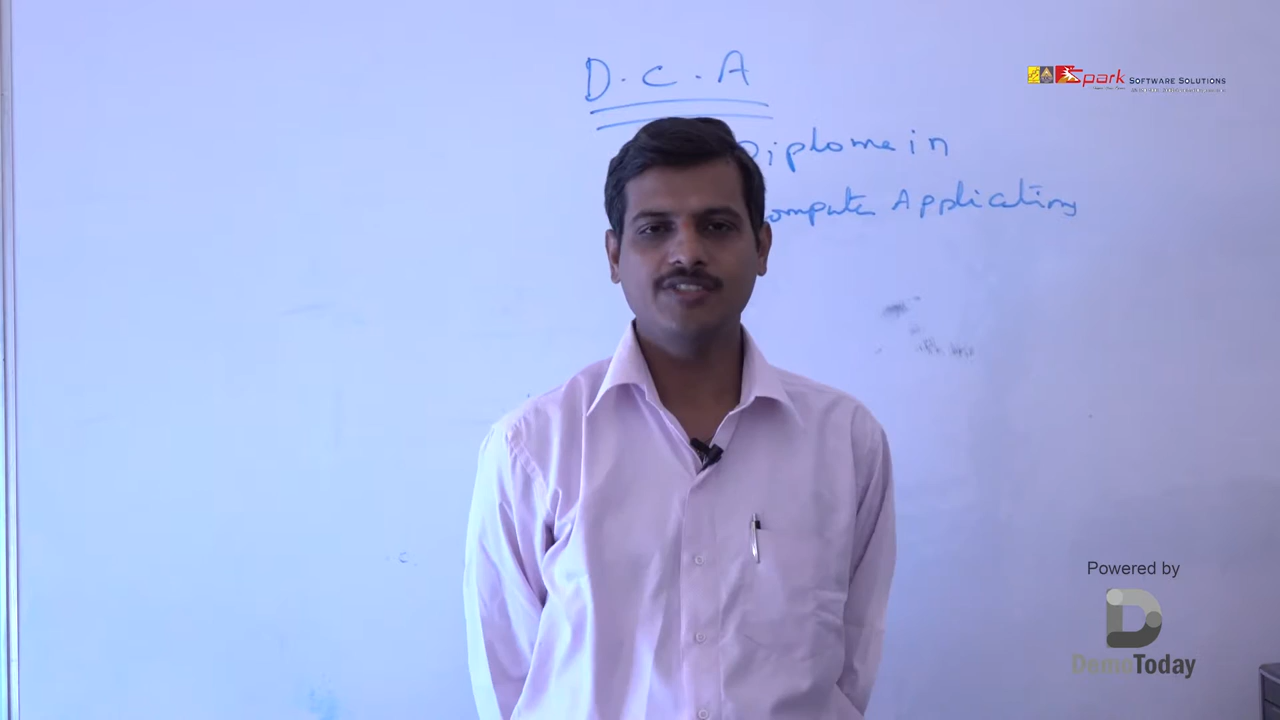 D.C.A
Spark SOFTWARE SOLUTIONS
Diploma in
Computer Applications
Powered by
DemoToday